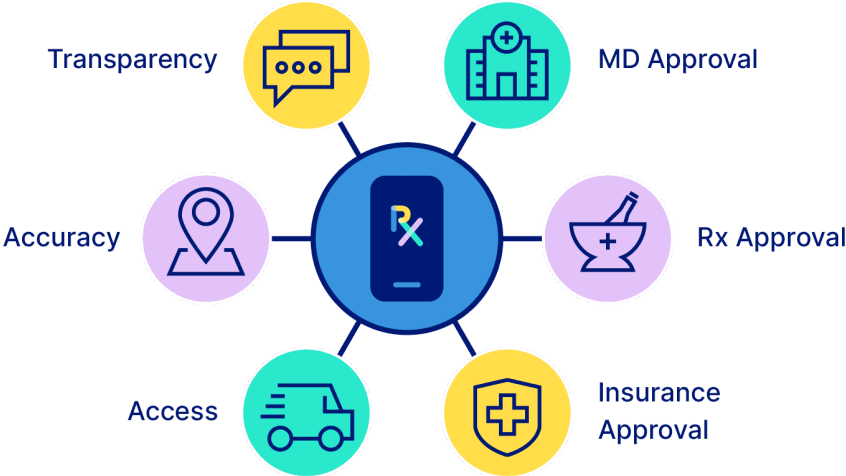 Transparency
MD Approval
Accuracy
Rx
Rx Approval
Access
Insurance
Approval